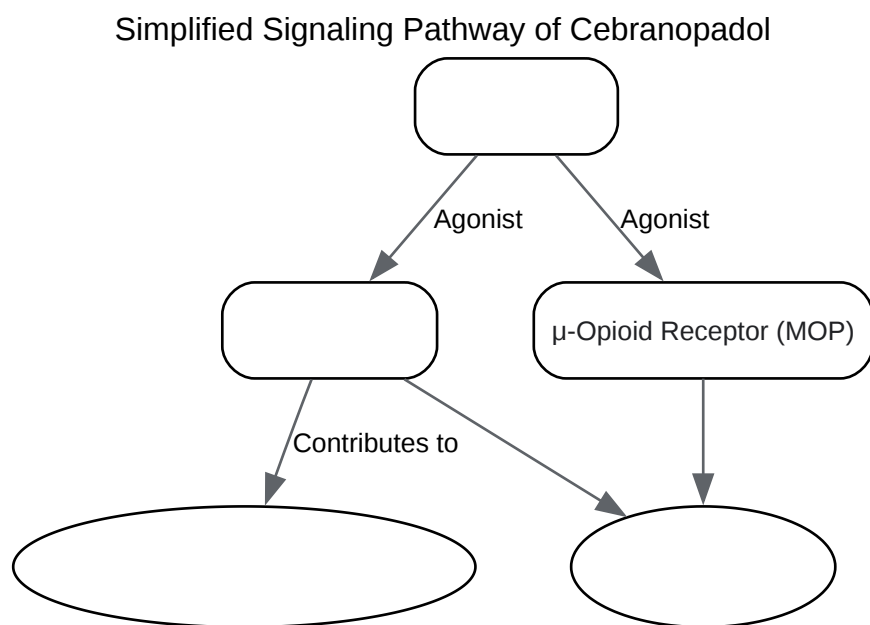 Simplified Signaling Pathway of Cebranopadol
Agonist
Agonist
μ-Opioid Receptor (MOP)
Contributes to